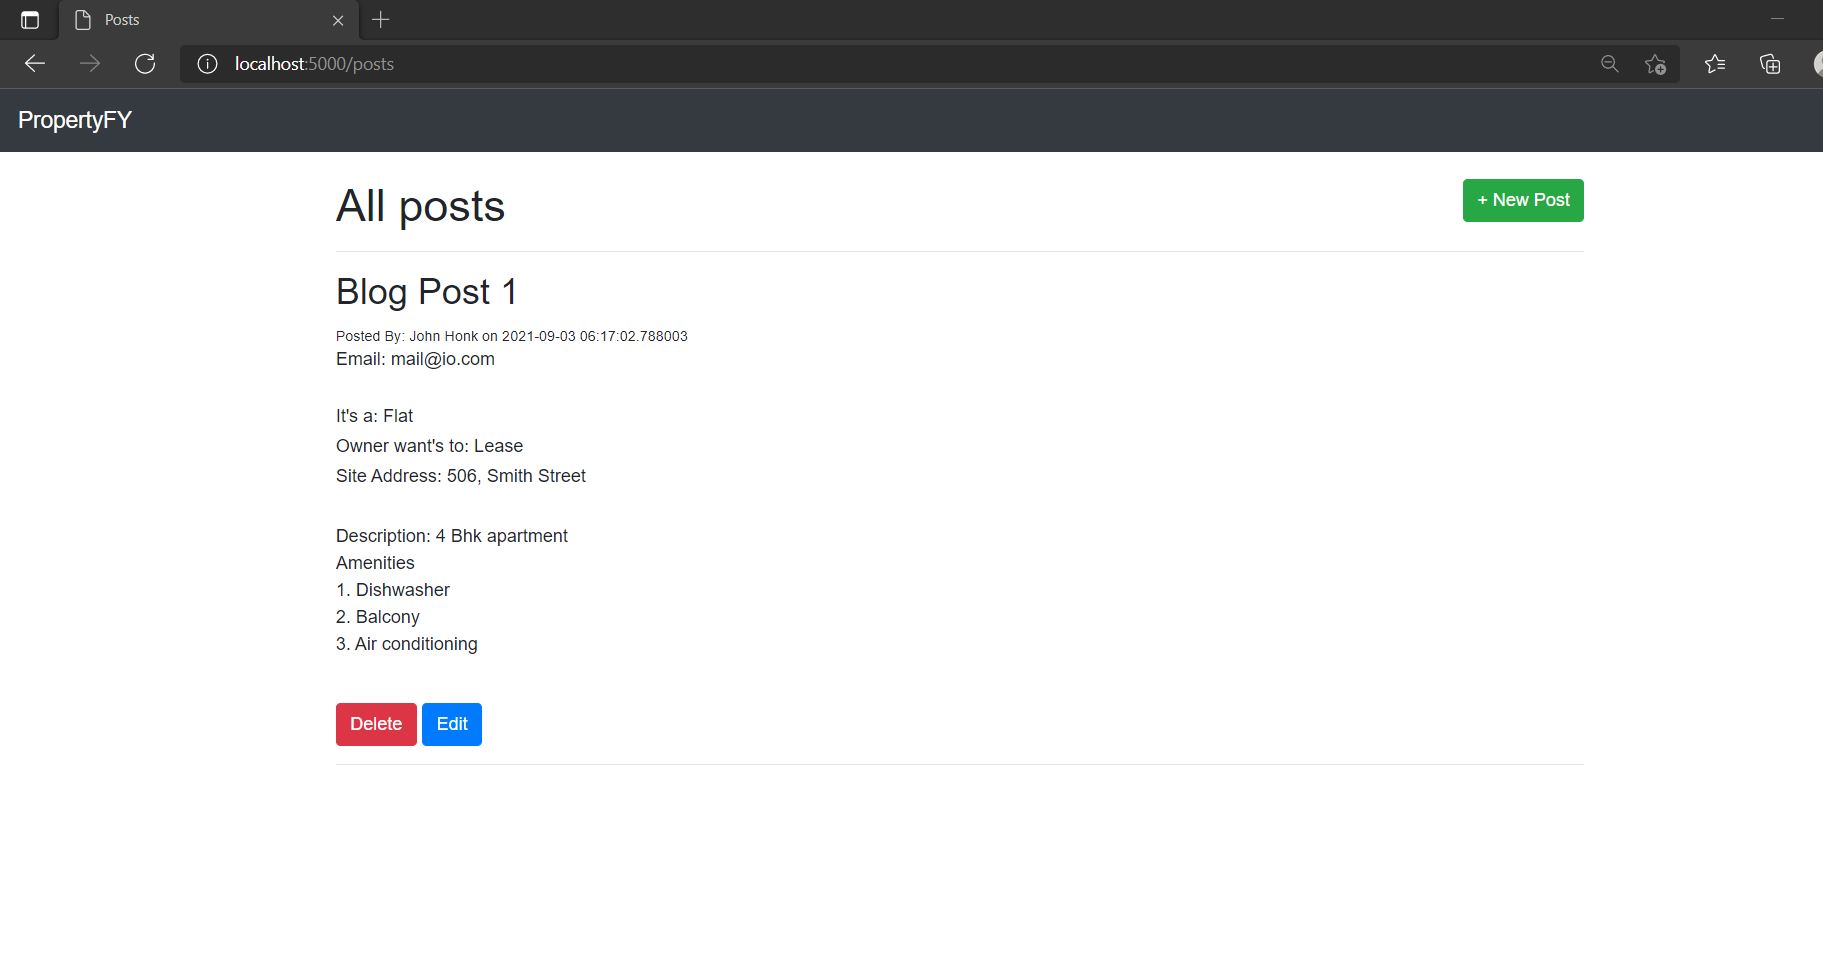 Posts
localhost:5000/posts
PropertyFY
All posts
+ New Post
Blog Post 1
Posted By: John Honk on 2021-09-03 06:17:02.788003
Email: mail@io.com
It's a: Flat
Owner want's to: Lease
Site Address: 506, Smith Street
Description: 4 Bhk apartment
Amenities
1. Dishwasher
2. Balcony
3. Air conditioning
Delete Edit